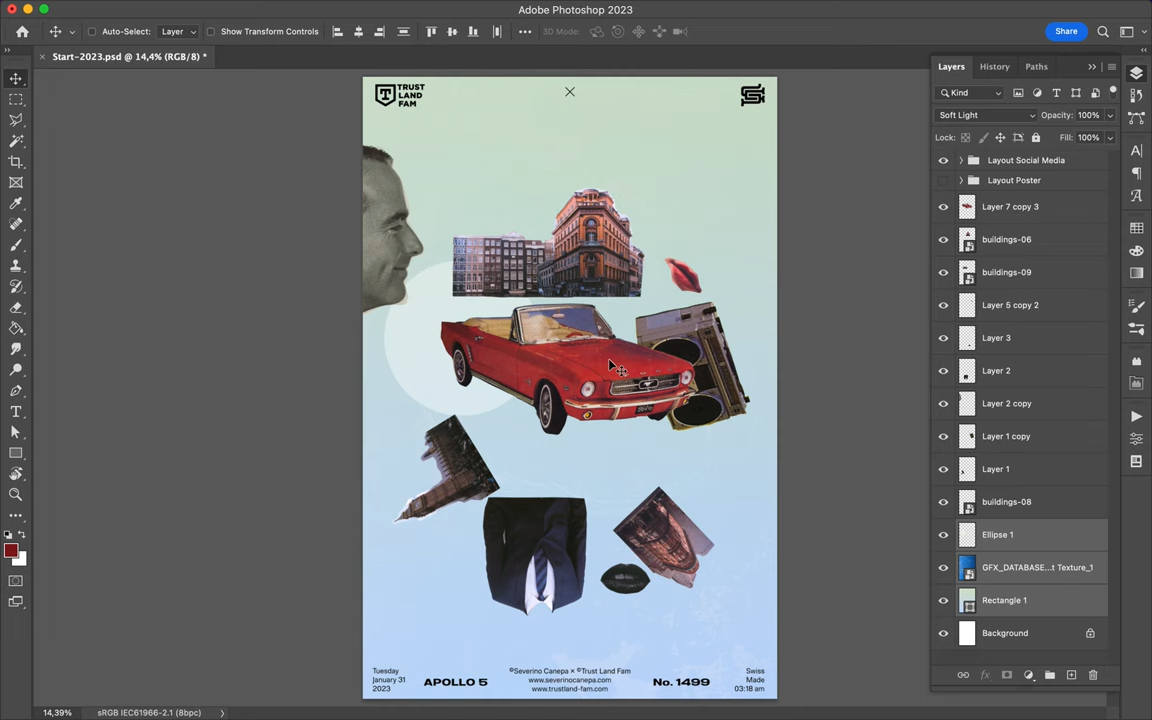 Adobe Photoshop 2023
Auto-Select: Layer Show Transform Controls 3D Mode: Share
Start-2023.psd @ 14,4% (RGB/8) *
Layers History Paths
Kind
Soft Light Opacity: 100%
Lock: Fill: 100%
Layout Social Media
Layout Poster
Layer 7 copy 3
buildings-06
buildings-09
Layer 5 copy 2
Layer 3
Layer 2
Layer 2 copy
Layer 1 copy
Layer 1
buildings-08
Ellipse 1
GFX_DATABASE...t Texture_1
Rectangle 1
Background
TRUST
LAND
FAM
Tuesday
January 31
2023
APOLLO 5
©Severino Canepa × ©Trust Land Fam
www.severinocanepa.com
www.trustland-fam.com
No. 1499
Swiss
Made
03:18 am
14,39% sRGB IEC61966-2.1 (8bpc)